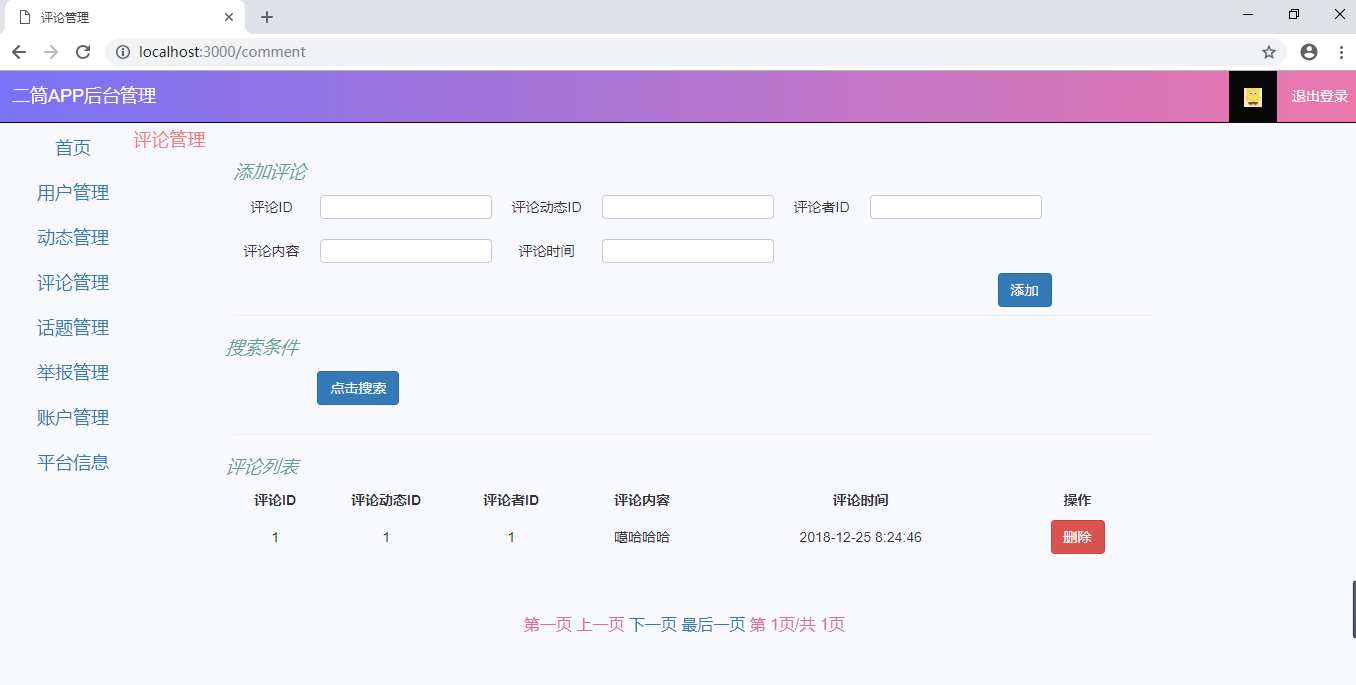 评论管理
localhost:3000/comment
二筒APP后台管理
退出登录
首页
用户管理
动态管理
评论管理
话题管理
举报管理
账户管理
平台信息
评论管理
添加评论
评论ID 评论动态ID 评论者ID
评论内容 评论时间
添加
搜索条件
点击搜索
评论列表
评论ID 评论动态ID 评论者ID 评论内容 评论时间 操作
1 1 1 噶哈哈哈 2018-12-25 8:24:46 删除
第一页 上一页 下一页 最后一页 第 1页/共 1页